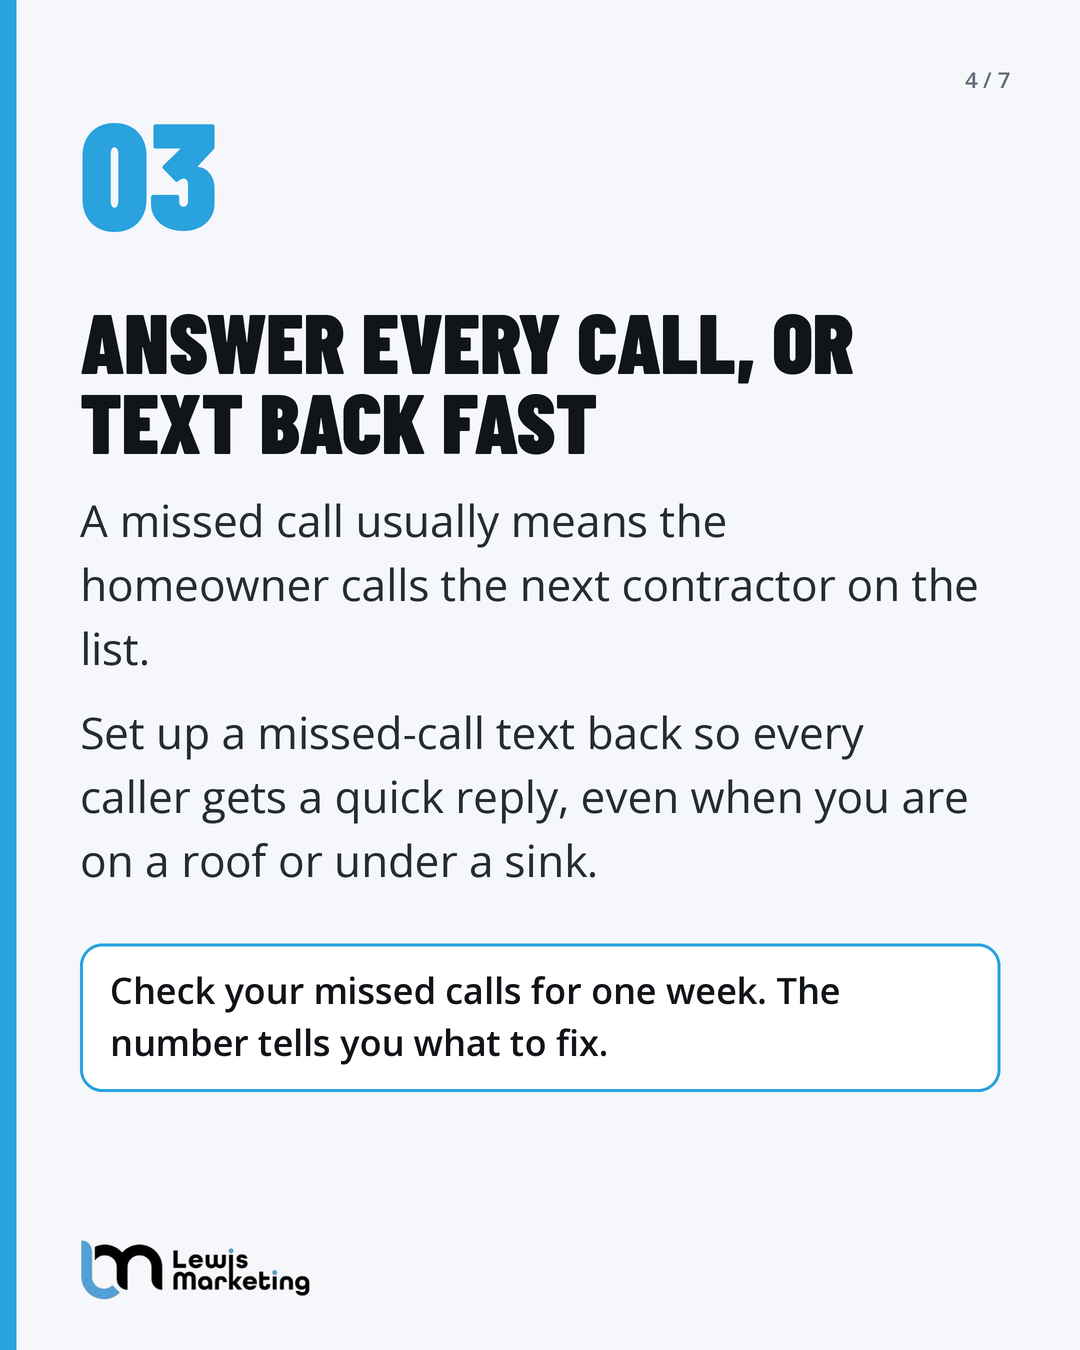 4 / 7
03
ANSWER EVERY CALL, OR
TEXT BACK FAST
A missed call usually means the
homeowner calls the next contractor on the
list.
Set up a missed-call text back so every
caller gets a quick reply, even when you are
on a roof or under a sink.
Check your missed calls for one week. The
number tells you what to fix.
Lewis
Marketing